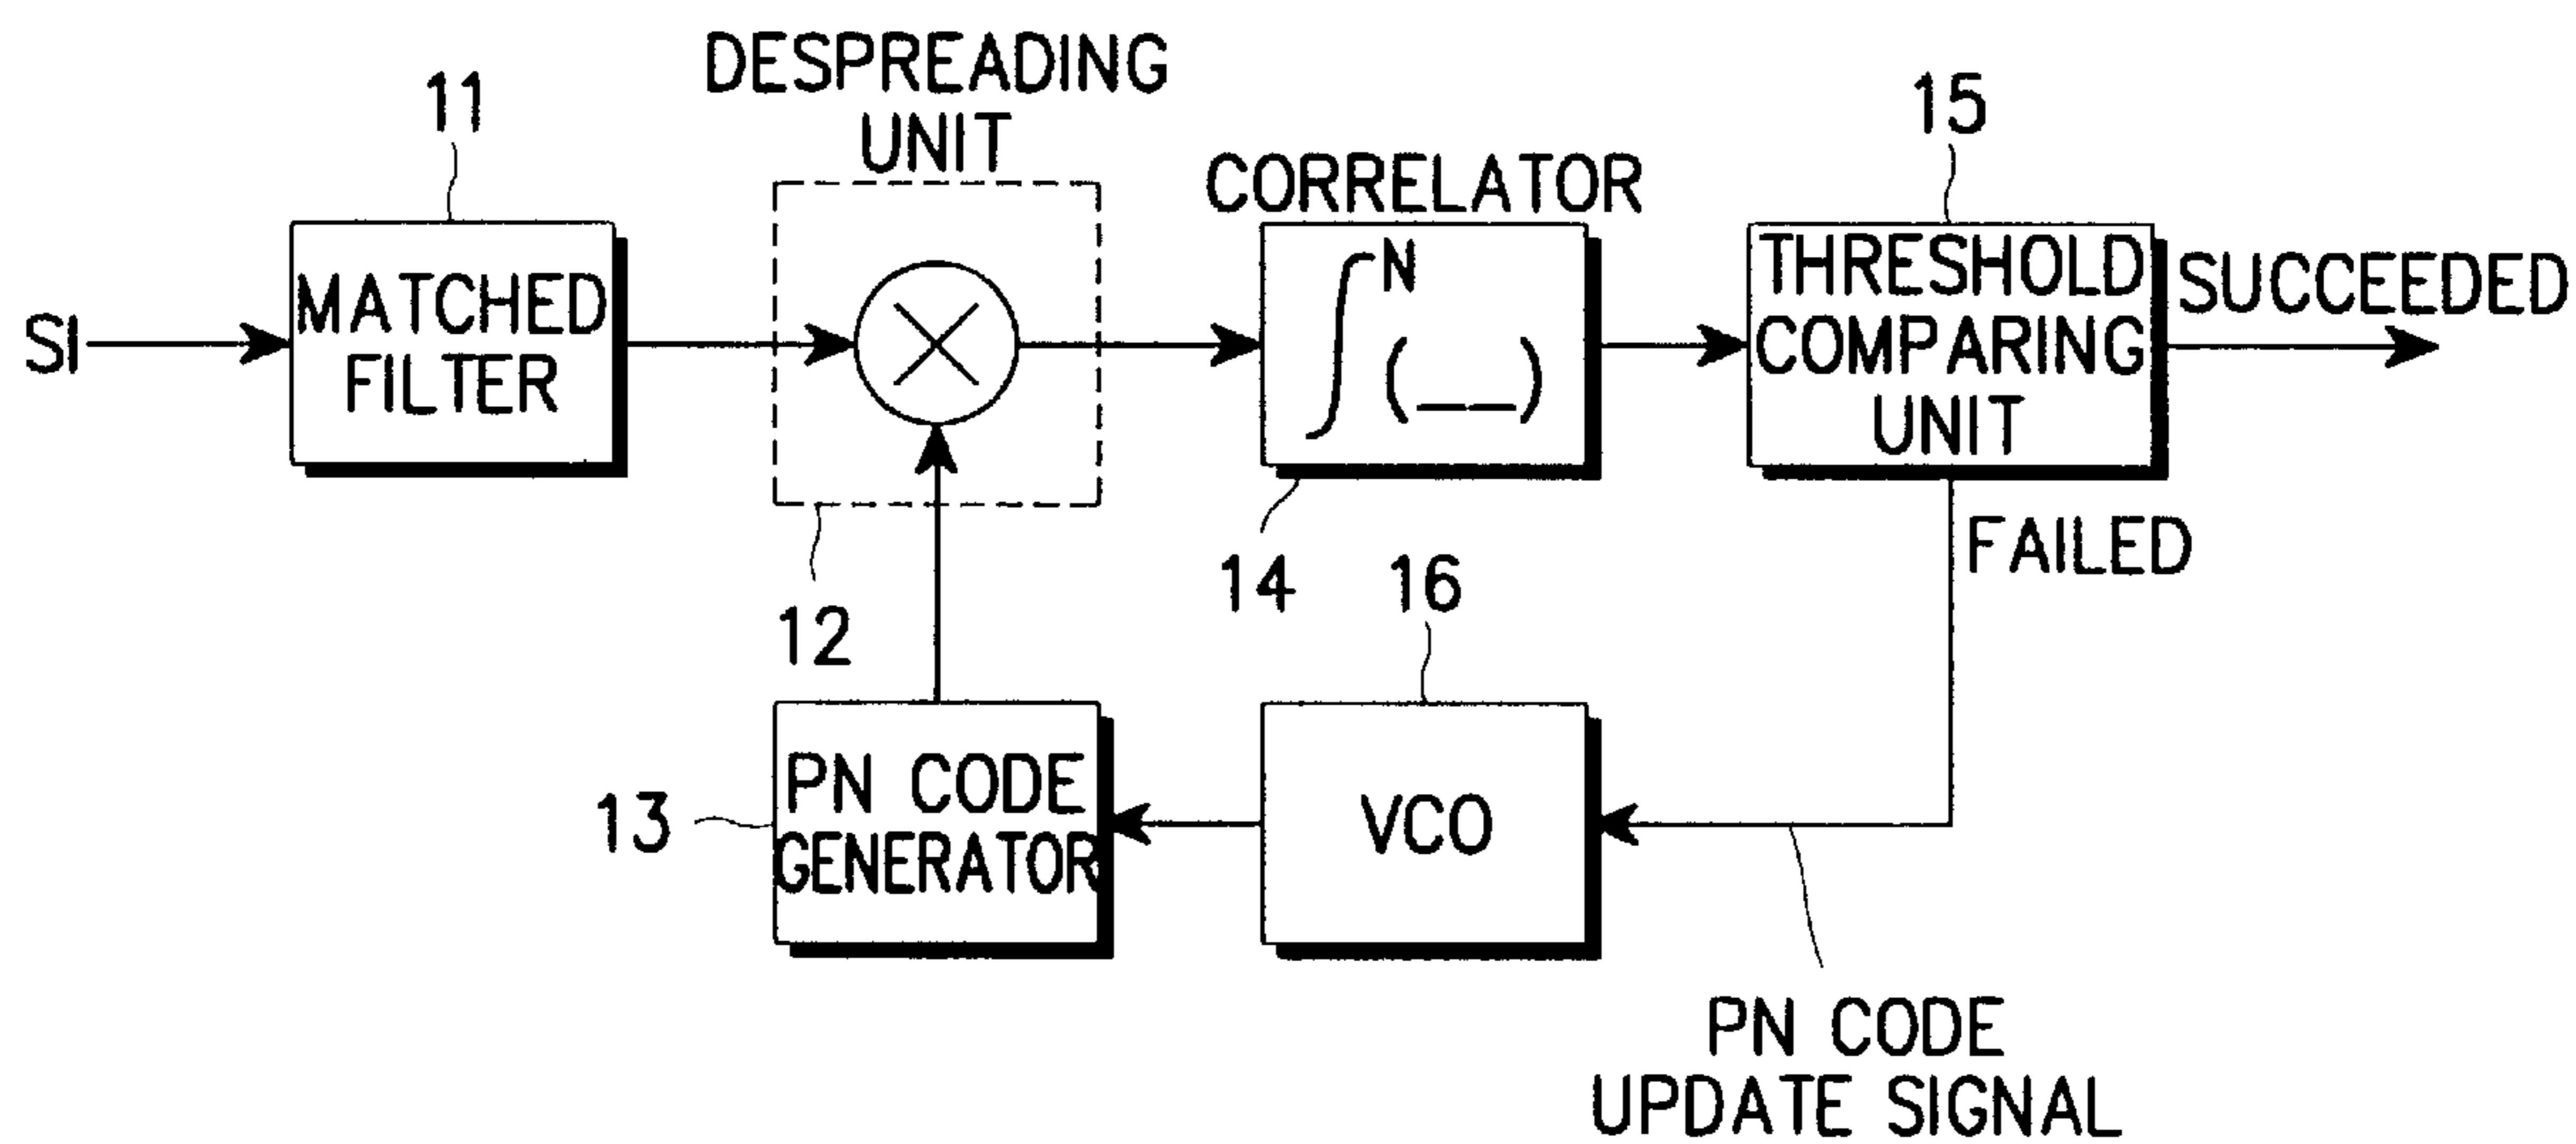 DESPREADING
UNIT
11
15
CORRELATOR
SI
MATCHED
FILTER
∫N
(__)
THRESHOLD
COMPARING
UNIT
SUCCEEDED
FAILED
12
14
16
13
PN CODE
GENERATOR
VCO
PN CODE
UPDATE SIGNAL